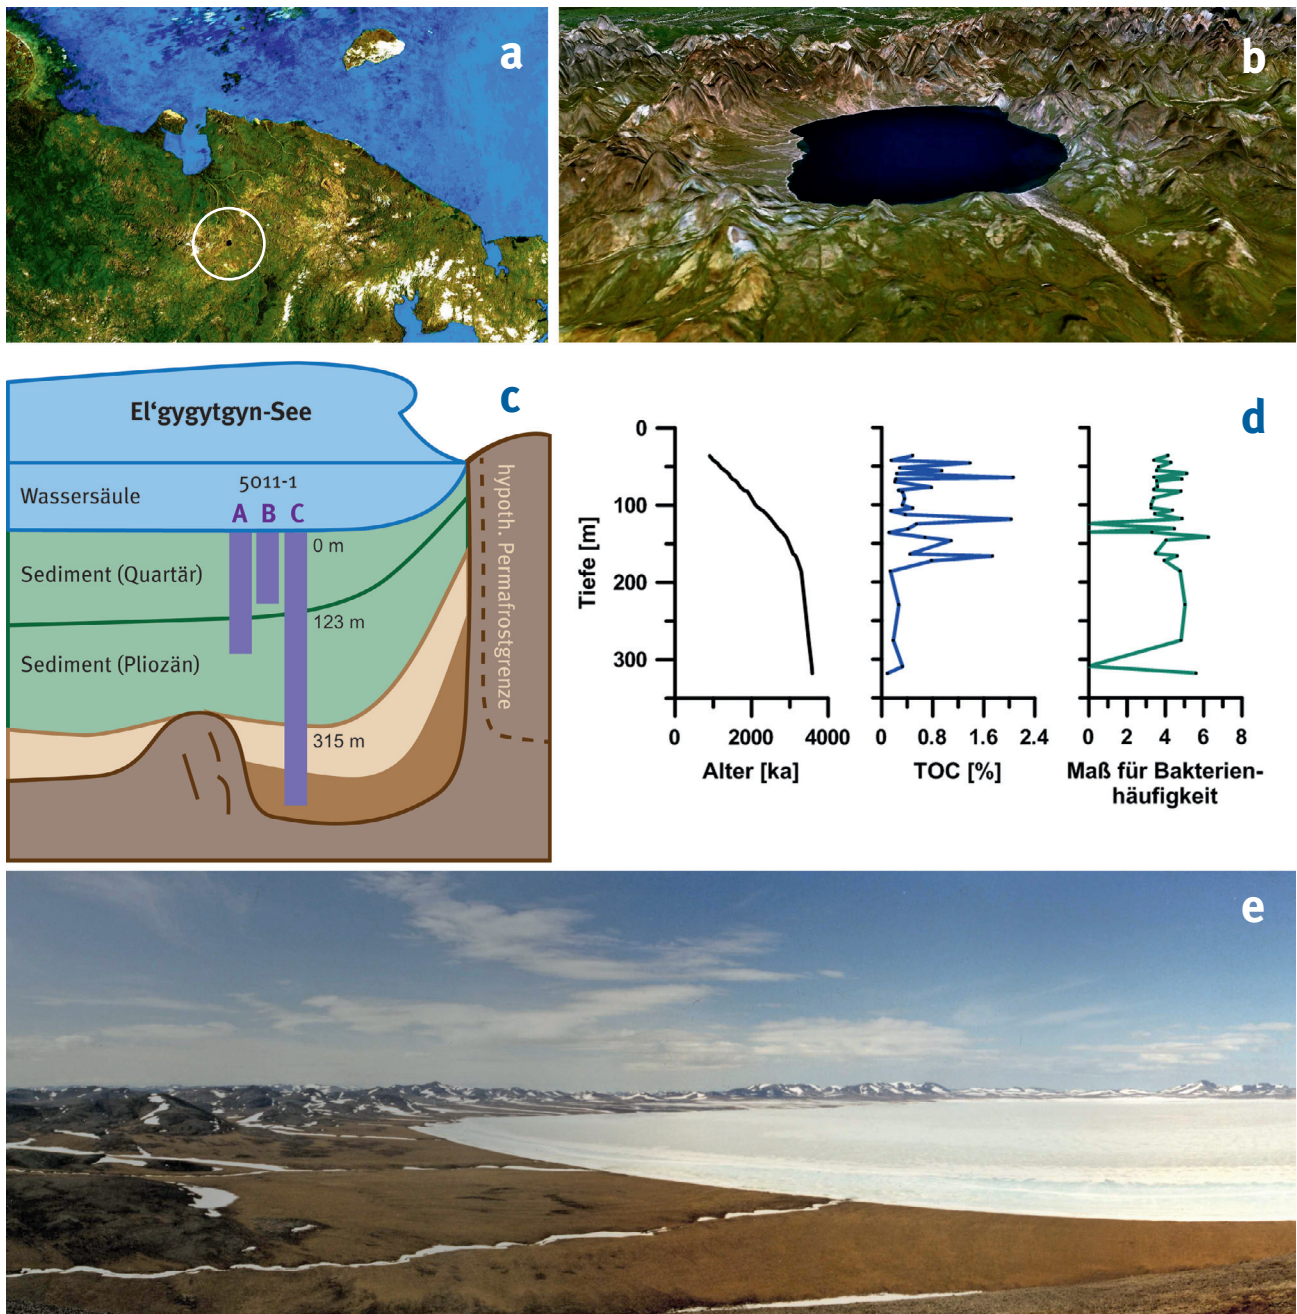 a
b
c
El‘gygytgyn-See
5011-1
Wassersäule
A B C
0 m
Sediment (Quartär)
123 m
Sediment (Pliozän)
315 m
hypoth. Permafrostgrenze
d
0
100
200
300
Tiefe [m]
0 2000 4000
Alter [ka]
0 0.8 1.6 2.4
TOC [%]
0 2 4 6 8
Maß für Bakterien-
häufigkeit
e